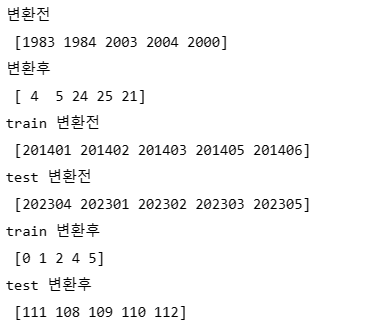 변환전
[1983 1984 2003 2004 2000]
변환후
[ 4  5 24 25 21]
train 변환전
[201401 201402 201403 201405 201406]
test 변환전
[202304 202301 202302 202303 202305]
train 변환후
[0 1 2 4 5]
test 변환후
[111 108 109 110 112]